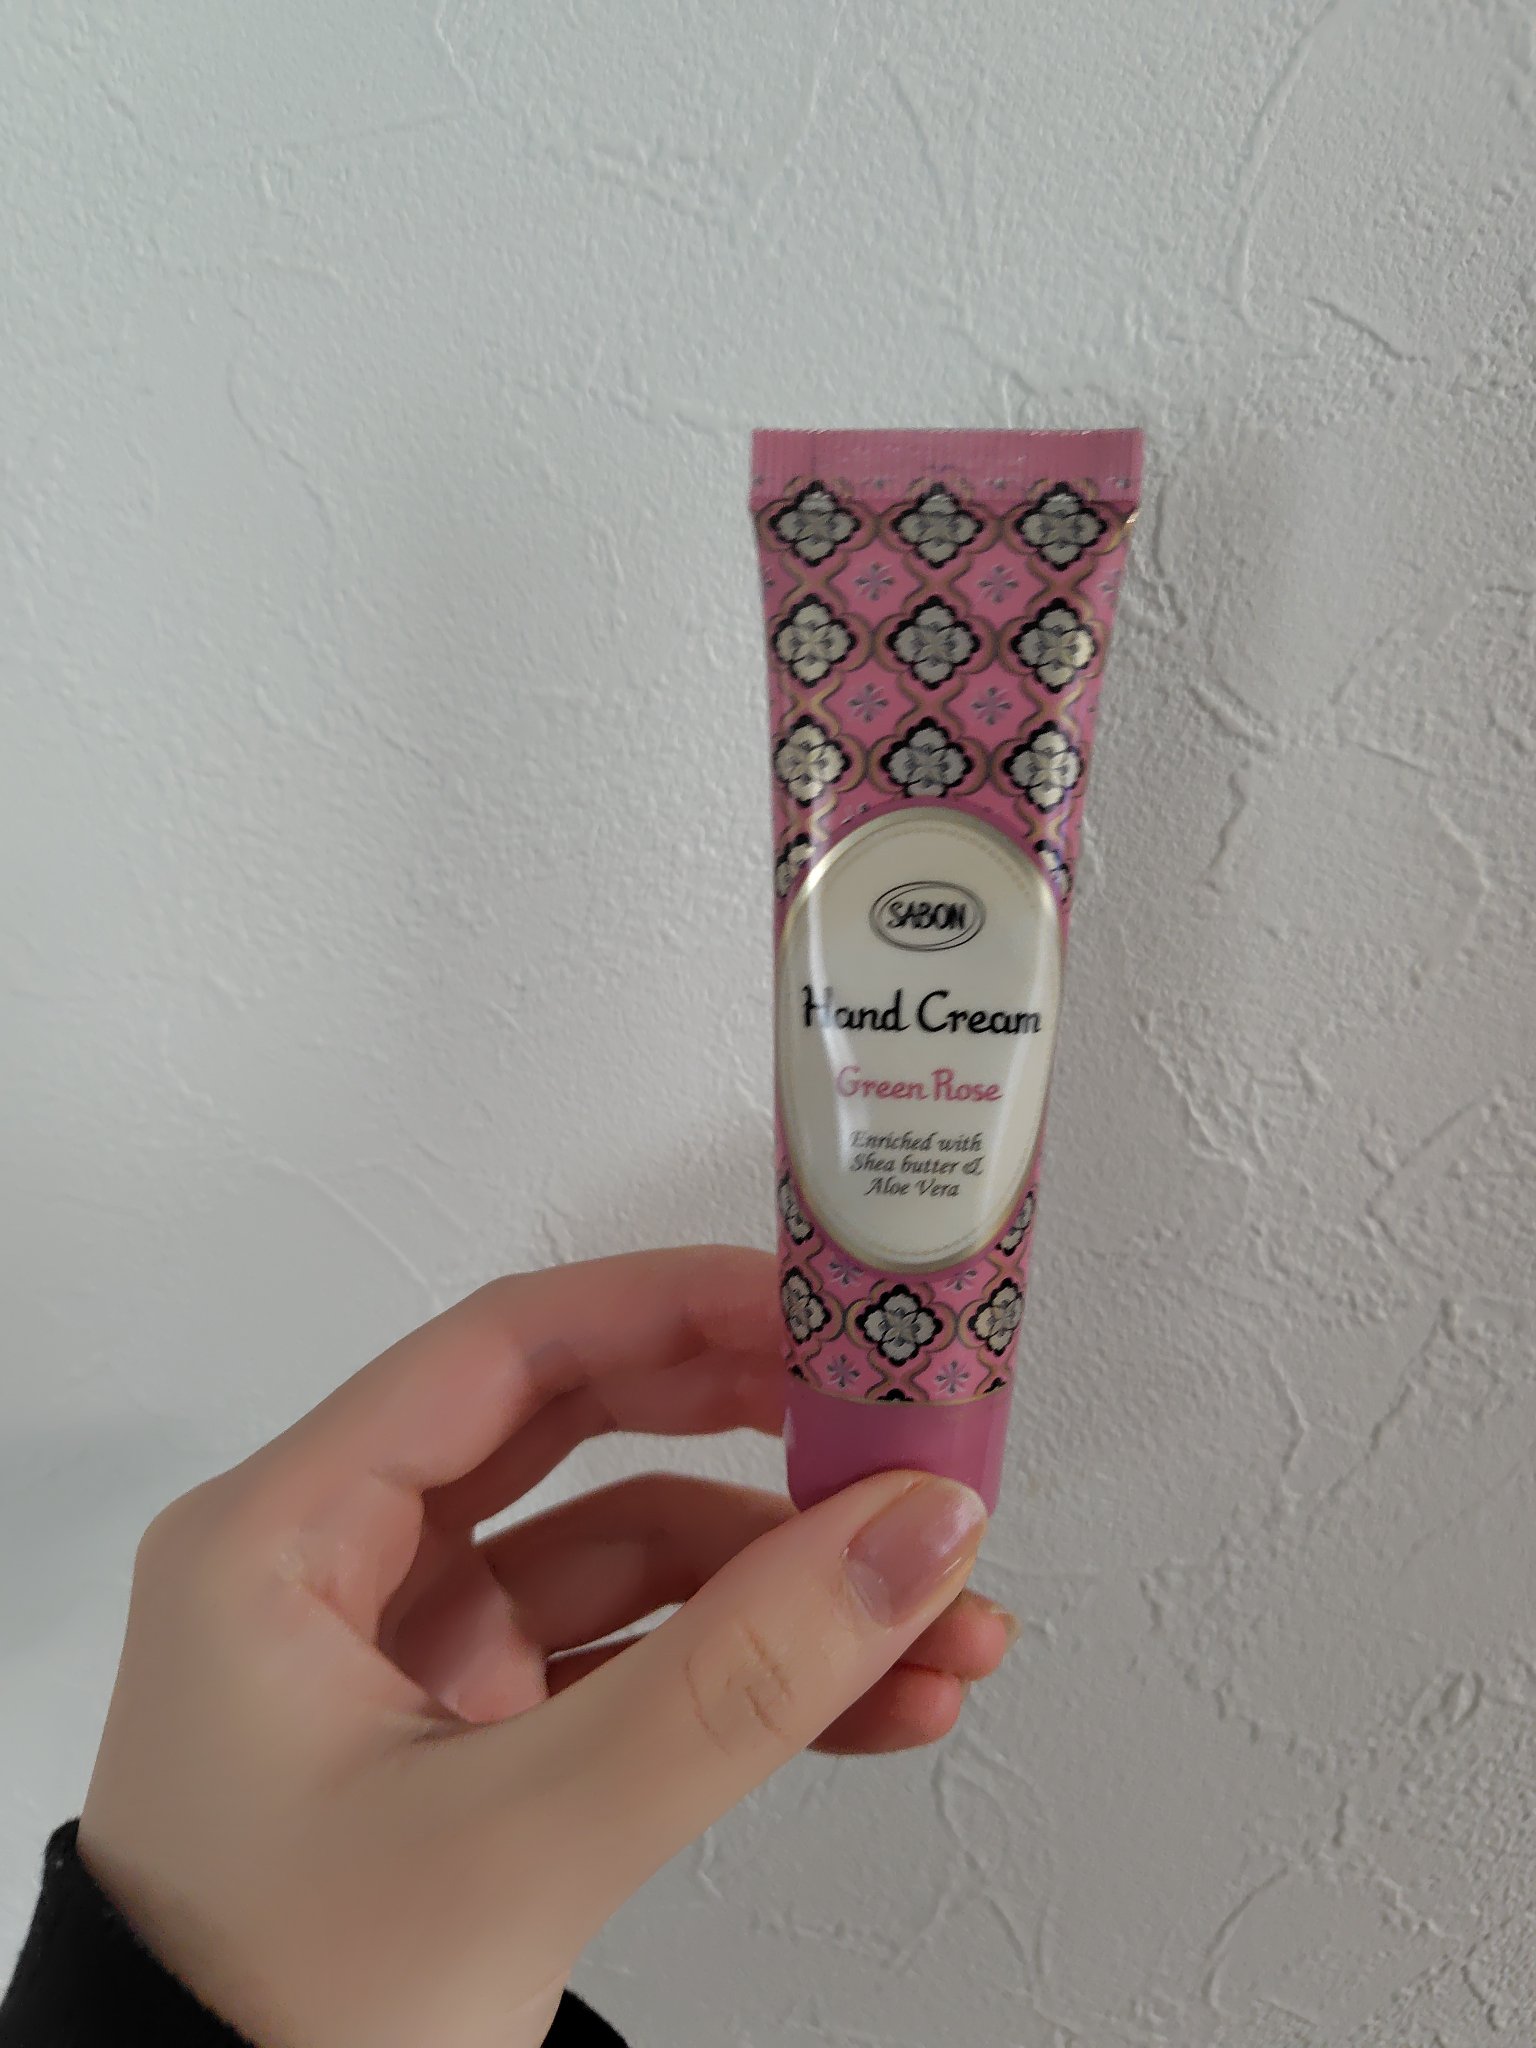 SABON
Hand Cream
Green Rose
Enriched with
Shea butter &
Aloe Vera